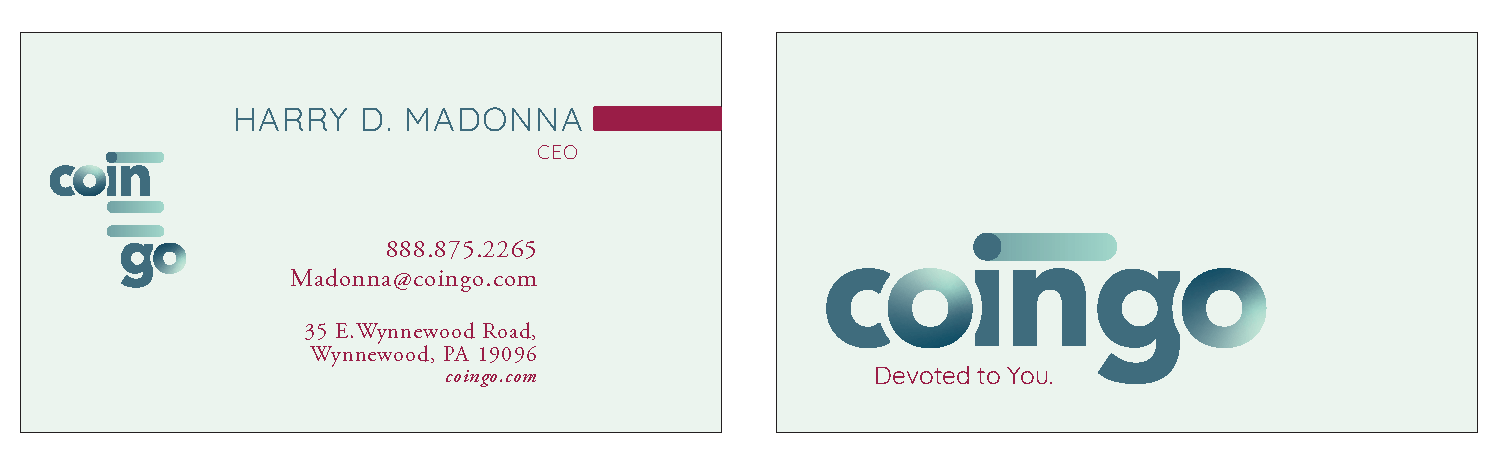 HARRY D. MADONNA
CEO
coin
go
888.875.2265
Madonna@coingo.com
35 E.Wynnewood Road,
Wynnewood, PA 19096
coingo.com
coingo
Devoted to You.